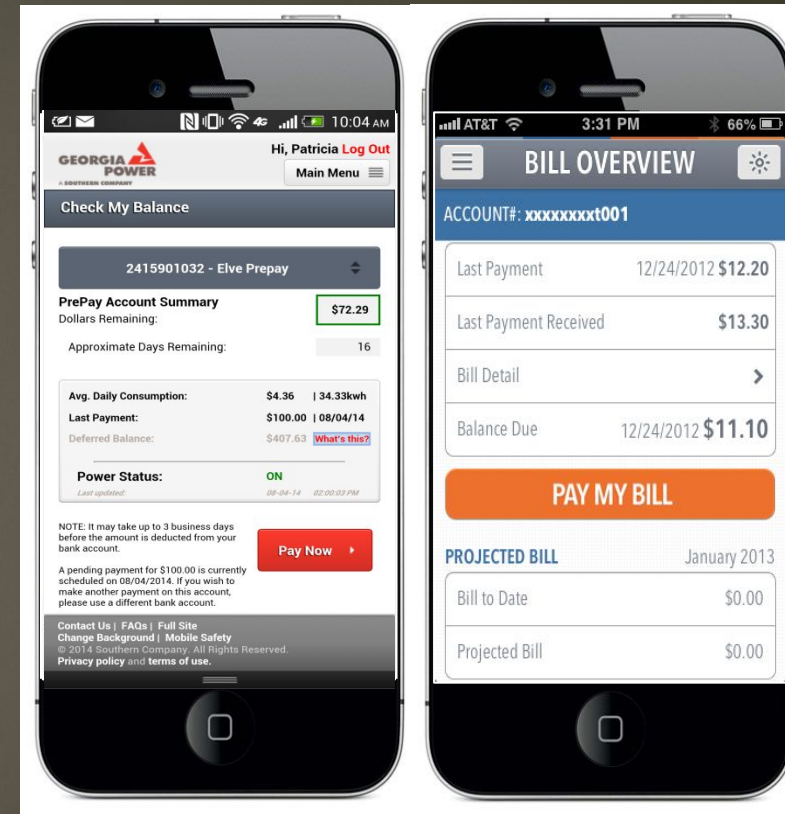 10:04 AM
4G
GEORGIA
POWER
A SOUTHERN COMPANY
Hi, Patricia Log Out
Main Menu
Check My Balance
2415901032 - Elve Prepay
PrePay Account Summary
Dollars Remaining:
$72.29
Approximate Days Remaining: 16
Avg. Daily Consumption: $4.36 | 34.33kwh
Last Payment: $100.00 | 08/04/14
Deferred Balance: $407.63 What's this?
Power Status: ON
Last updated: 08-04-14 02:00:03 PM
NOTE: It may take up to 3 business days
before the amount is deducted from your
bank account.
Pay Now
A pending payment for $100.00 is currently
scheduled on 08/04/2014. If you wish to
make another payment on this account,
please use a different bank account.
Contact Us | FAQs | Full Site
Change Background | Mobile Safety
© 2014 Southern Company. All Rights Reserved.
Privacy policy and terms of use.
AT&T 3:31 PM 66%
BILL OVERVIEW
ACCOUNT#: xxxxxxxxt001
Last Payment 12/24/2012 $12.20
Last Payment Received $13.30
Bill Detail
Balance Due 12/24/2012 $11.10
PAY MY BILL
PROJECTED BILL January 2013
Bill to Date $0.00
Projected Bill $0.00